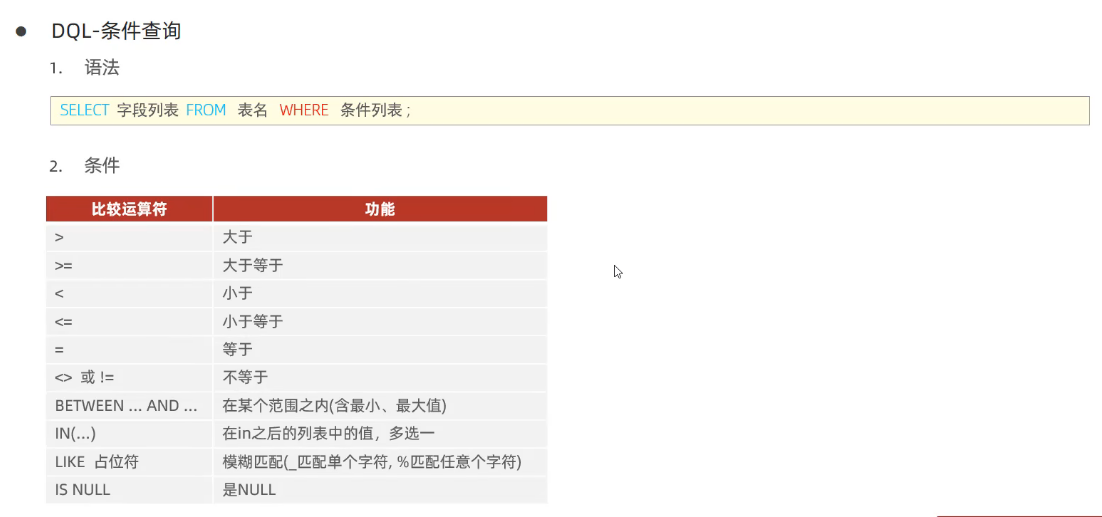 DQL-条件查询
1. 语法
SELECT 字段列表 FROM 表名 WHERE 条件列表 ;
2. 条件
比较运算符 功能
> 大于
>= 大于等于
< 小于
<= 小于等于
= 等于
<> 或 != 不等于
BETWEEN ... AND ... 在某个范围之内(含最小、最大值)
IN(...) 在in之后的列表中的值，多选一
LIKE 占位符 模糊匹配(_匹配单个字符, %匹配任意个字符)
IS NULL 是NULL